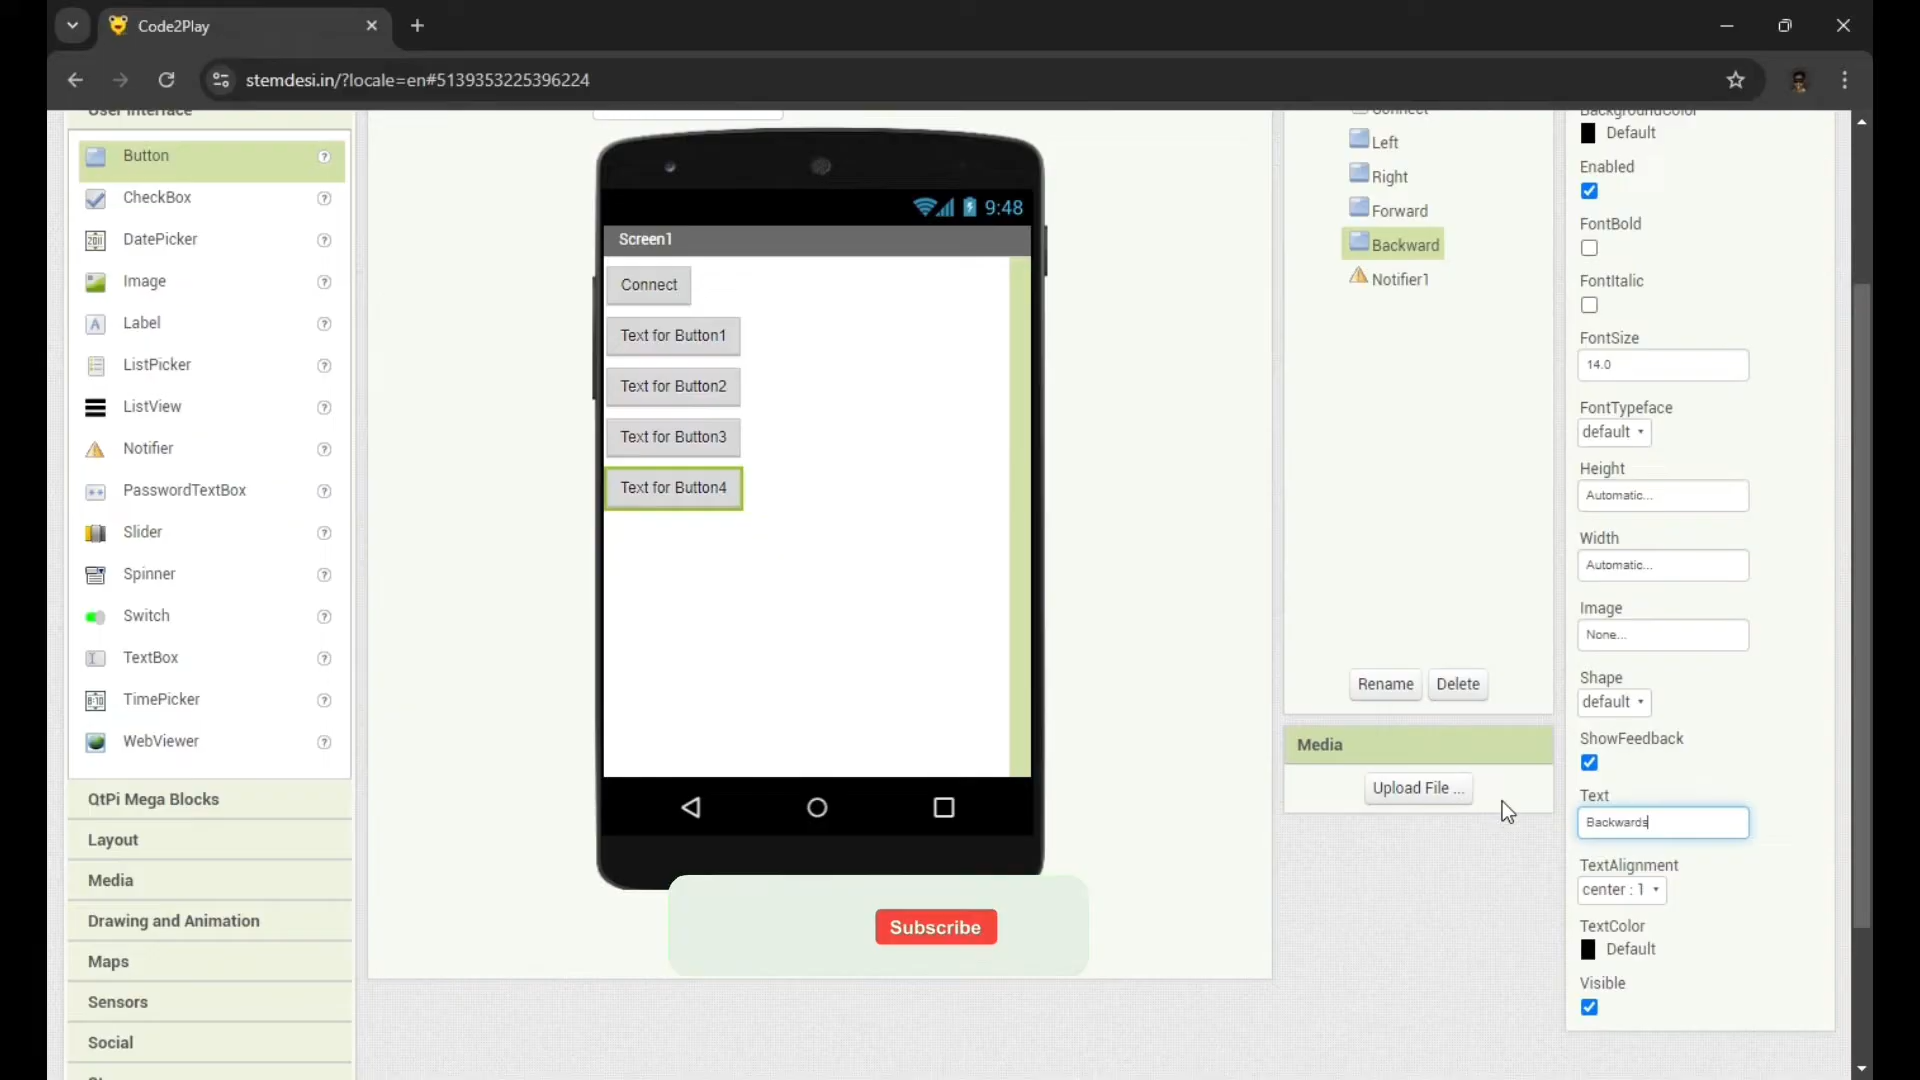 Code2Play
stemdesi.in/?locale=en#5139353225396224
User Interface
Button
CheckBox
DatePicker
Image
Label
ListPicker
ListView
Notifier
PasswordTextBox
Slider
Spinner
Switch
TextBox
TimePicker
WebViewer
QtPi Mega Blocks
Layout
Media
Drawing and Animation
Maps
Sensors
Social
9:48
Screen1
Connect
Text for Button1
Text for Button2
Text for Button3
Text for Button4
Subscribe
Connect
Left
Right
Forward
Backward
Notifier1
Rename Delete
Media
Upload File ...
BackgroundColor
Default
Enabled
FontBold
FontItalic
FontSize
14.0
FontTypeface
default
Height
Automatic...
Width
Automatic...
Image
None...
Shape
default
ShowFeedback
Text
Backwards
TextAlignment
center : 1
TextColor
Default
Visible